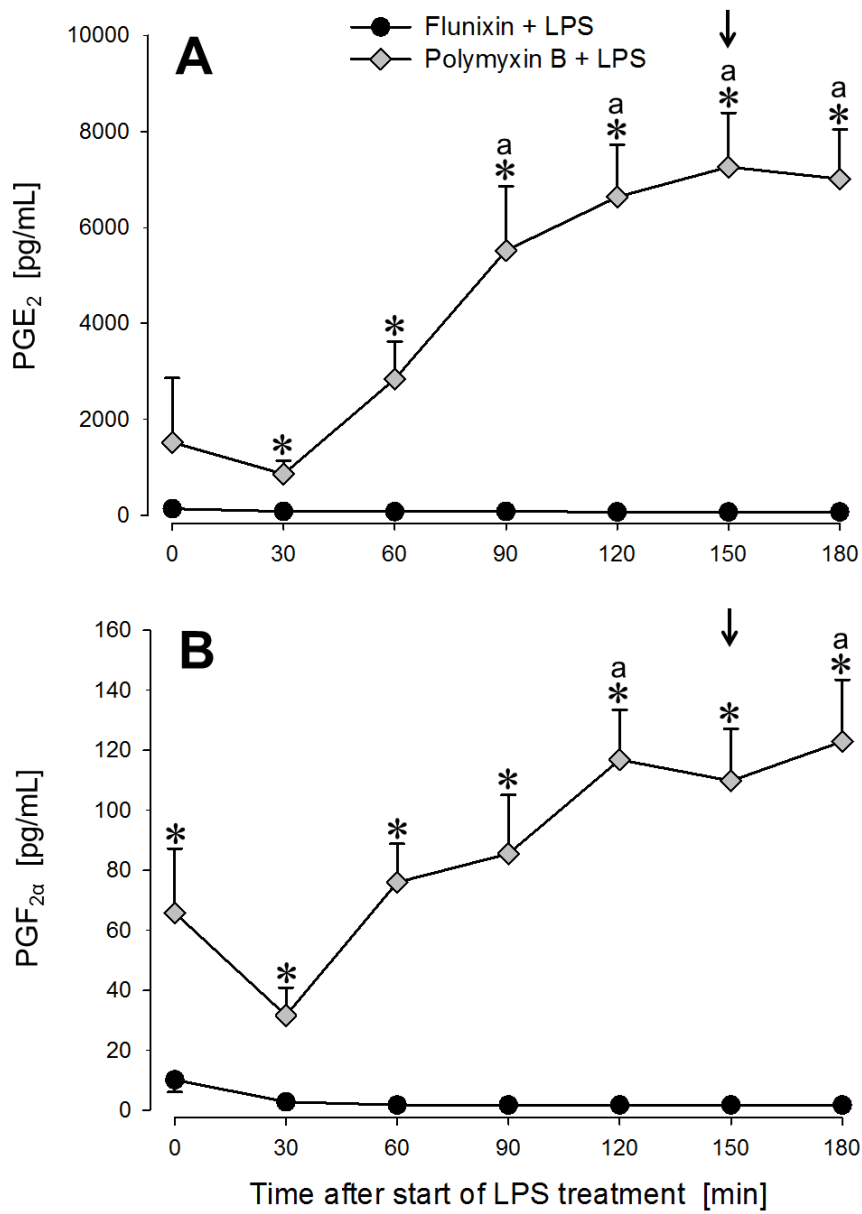 Flunixin + LPS
Polymyxin B + LPS
A
10000
8000
6000
4000
2000
0
PGE₂ [pg/mL]
*
*
a
*
a
*
a
*
a
*
0 30 60 90 120 150 180
B
160
140
120
100
80
60
40
20
0
PGF₂α [pg/mL]
*
*
*
*
a
*
*
a
*
0 30 60 90 120 150 180
Time after start of LPS treatment [min]